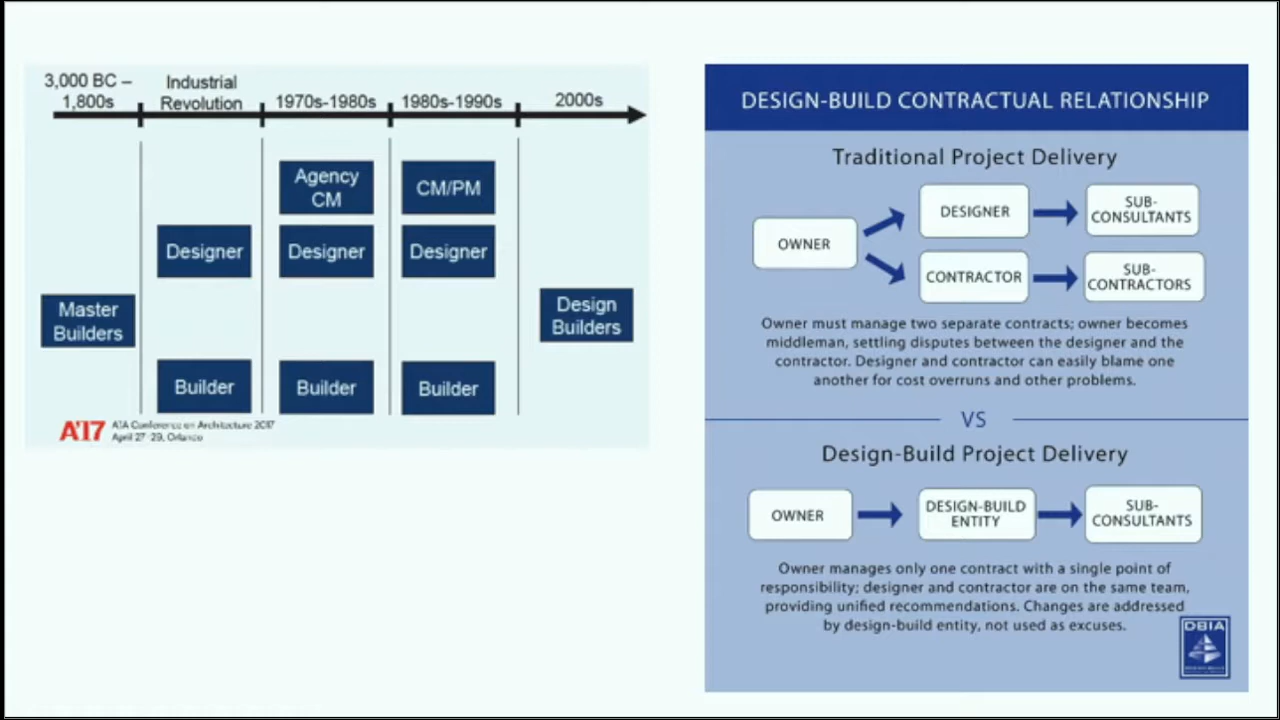 3,000 BC –
1,800s
Industrial
Revolution
1970s-1980s
1980s-1990s
2000s
Agency
CM
CM/PM
Designer
Designer
Designer
Master
Builders
Design
Builders
Builder
Builder
Builder
A'17
AIA Conference on Architecture 2017
April 27-29, Orlando
DESIGN-BUILD CONTRACTUAL RELATIONSHIP
Traditional Project Delivery
OWNER
DESIGNER
SUB-
CONSULTANTS
CONTRACTOR
SUB-
CONTRACTORS
Owner must manage two separate contracts; owner becomes
middleman, settling disputes between the designer and the
contractor. Designer and contractor can easily blame one
another for cost overruns and other problems.
VS
Design-Build Project Delivery
OWNER
DESIGN-BUILD
ENTITY
SUB-
CONSULTANTS
Owner manages only one contract with a single point of
responsibility; designer and contractor are on the same team,
providing unified recommendations. Changes are addressed
by design-build entity, not used as excuses.
DBIA